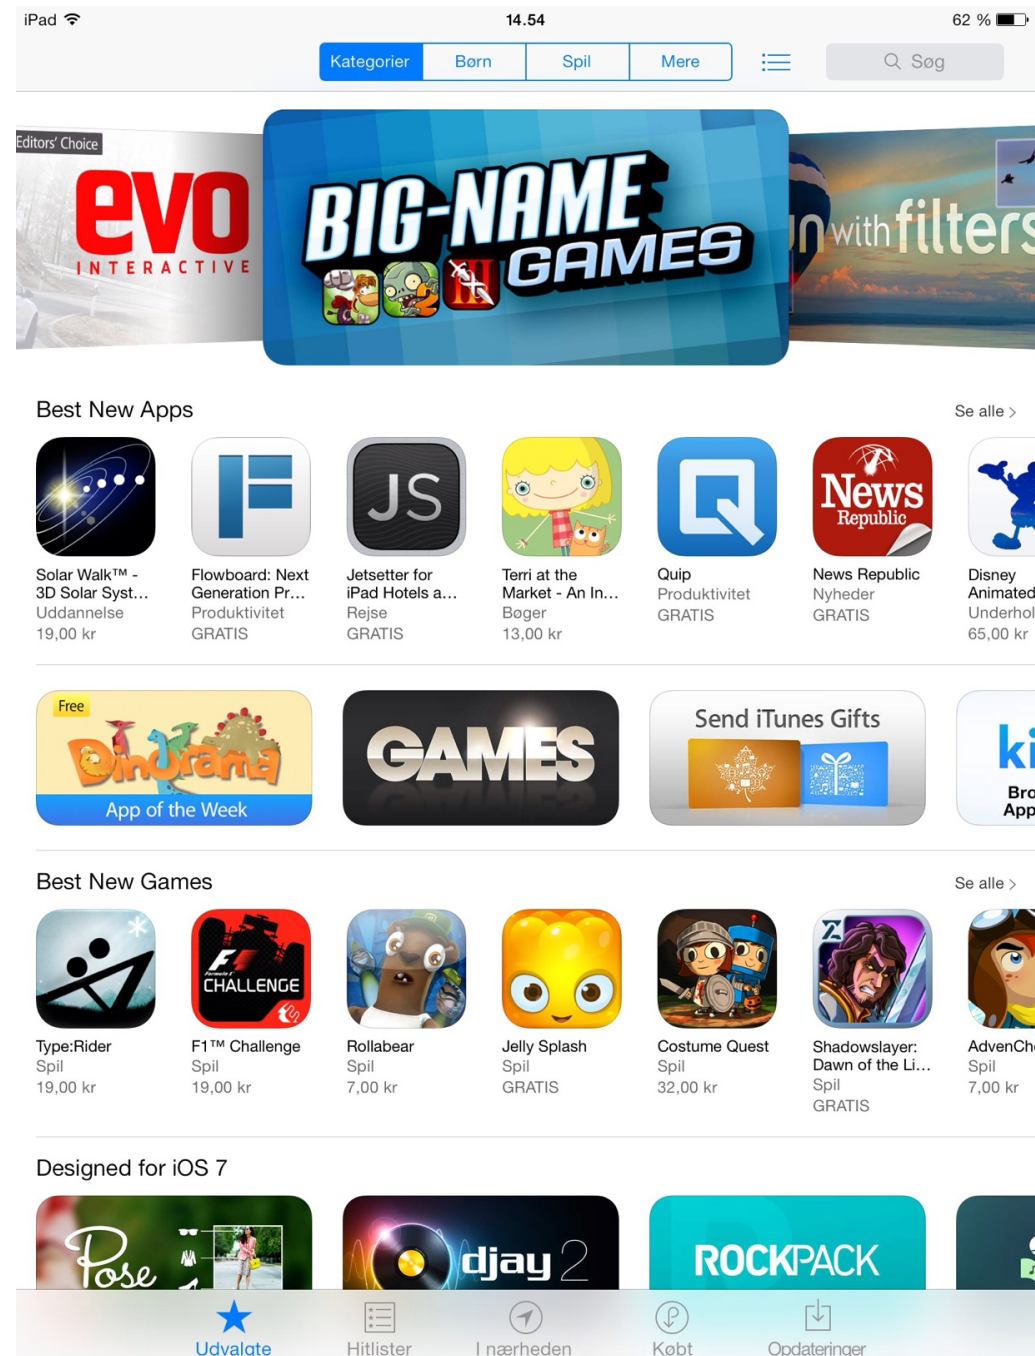 iPad 14.54 62 %
Kategorier Børn Spil Mere Søg
Editors' Choice
evo
INTERACTIVE
BIG-NAME
GAMES
with filters
Best New Apps Se alle >
JS
News
Republic
Solar Walk™ -
3D Solar Syst...
Uddannelse
19,00 kr
Flowboard: Next
Generation Pr...
Produktivitet
GRATIS
Jetsetter for
iPad Hotels a...
Rejse
GRATIS
Terri at the
Market - An In...
Bøger
13,00 kr
Quip
Produktivitet
GRATIS
News Republic
Nyheder
GRATIS
Disney
Animated
Underhol
65,00 kr
Free
Dinorama
App of the Week
GAMES
Send iTunes Gifts
ki
Bro
App
Best New Games Se alle >
F1
Formula 1
CHALLENGE
Z
Type:Rider
Spil
19,00 kr
F1™ Challenge
Spil
19,00 kr
Rollabear
Spil
7,00 kr
Jelly Splash
Spil
GRATIS
Costume Quest
Spil
32,00 kr
Shadowslayer:
Dawn of the Li...
Spil
GRATIS
AdvenCh
Spil
7,00 kr
Designed for iOS 7
Pose
djay 2
ROCKPACK
Udvalgte Hitlister I nærheden Købt Opdateringer